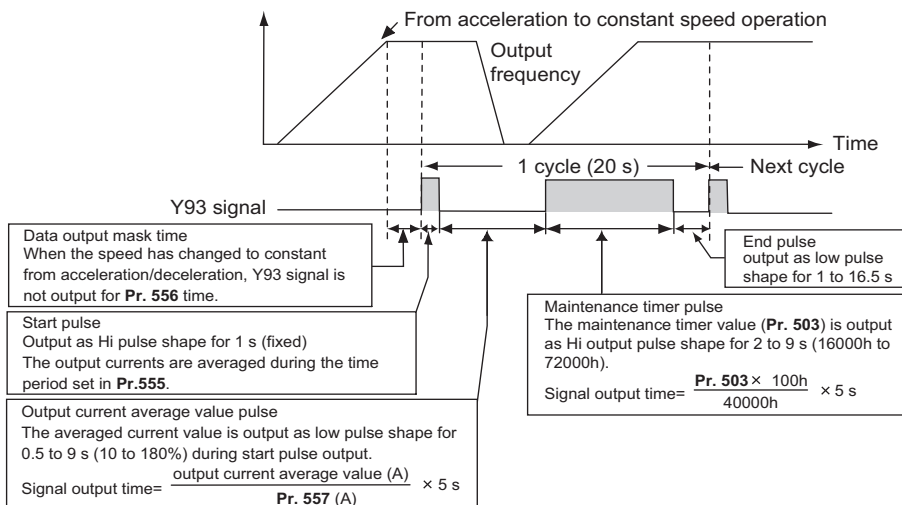 From acceleration to constant speed operation
Output
frequency
Time
1 cycle (20 s)
Next cycle
Y93 signal
Data output mask time
When the speed has changed to constant
from acceleration/deceleration, Y93 signal is
not output for Pr. 556 time.
End pulse
output as low pulse
shape for 1 to 16.5 s
Start pulse
Output as Hi pulse shape for 1 s (fixed)
The output currents are averaged during the time
period set in Pr.555.
Maintenance timer pulse
The maintenance timer value (Pr. 503) is output
as Hi output pulse shape for 2 to 9 s (16000h to
72000h).
Signal output time= Pr. 503 × 100h / 40000h × 5 s
Output current average value pulse
The averaged current value is output as low pulse shape for
0.5 to 9 s (10 to 180%) during start pulse output.
Signal output time= output current average value (A) / Pr. 557 (A) × 5 s